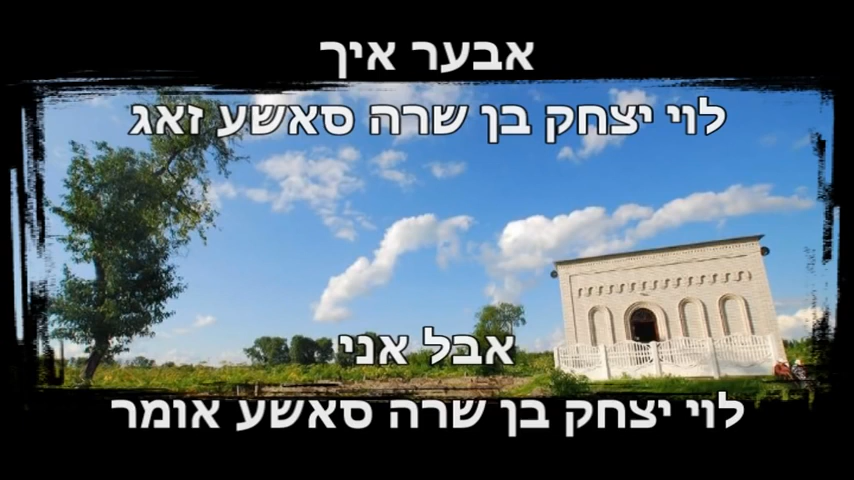 אבער איך
לוי יצחק בן שרה סאשע זאג
אבל אני
לוי יצחק בן שרה סאשע אומר